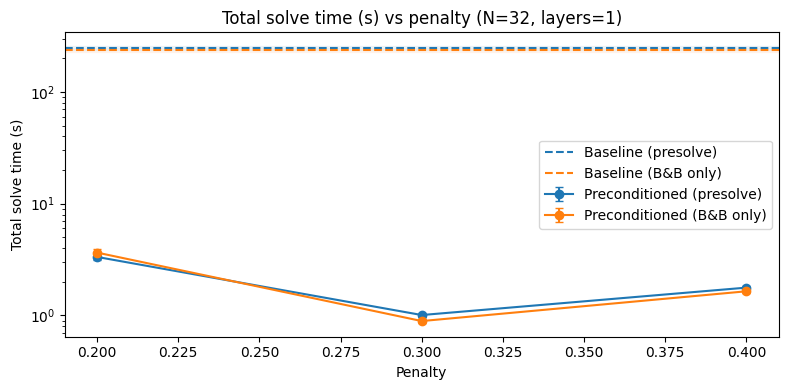 Total solve time (s) vs penalty (N=32, layers=1)
Total solve time (s)
10²
10¹
10⁰
Baseline (presolve)
Baseline (B&B only)
Preconditioned (presolve)
Preconditioned (B&B only)
0.200 0.225 0.250 0.275 0.300 0.325 0.350 0.375 0.400
Penalty